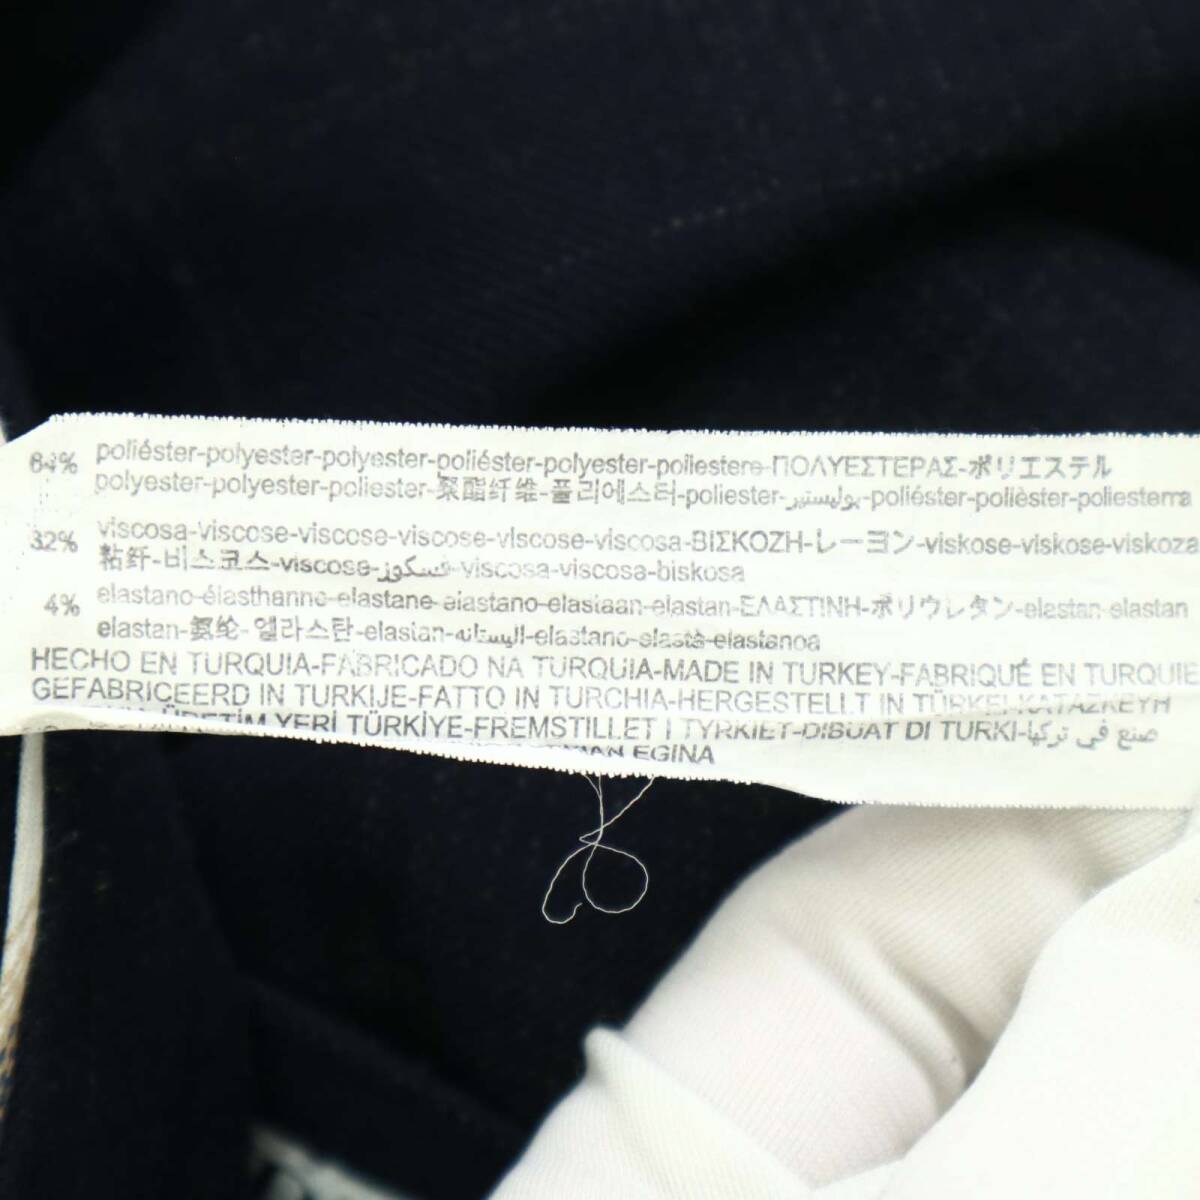 64% poliéster-polyester-polyester-poliéster-polyester-poliestere-ΠΟΛΥΕΣΤΕΡΑΣ-ポリエステル
polyester-polyester-poliester-聚酯纤维-폴리에스터-poliester-بوليستير-poliéster-polièster-poliesterra
32% viscosa-viscose-viscose-viscose-viscose-viscosa-ΒΙΣΚΟΖΗ-レーヨン-viskose-viskose-viskoza
粘纤-비스코스-viscose-فسكوز-viscosa-viscosa-biskosa
4% elastano-élasthanne-elastane-elastano-elastaan-elastan-ΕΛΑΣΤΙΝΗ-ポリウレタン-elastan-elastan
elastan-氨纶-엘라스탄-elastan-اليستانه-elastano-elastà-elastanoa
HECHO EN TURQUIA-FABRICADO NA TURQUIA-MADE IN TURKEY-FABRIQUÉ EN TURQUIE
GEFABRICEERD IN TURKIJE-FATTO IN TURCHIA-HERGESTELLT IN TÜRKEI-ΚΑΤΑΣΚΕΥΗ
ÜRETİM YERİ TÜRKİYE-FREMSTILLET I TYRKIET-DIBUAT DI TURKI-صنع في تركيا
EGINA